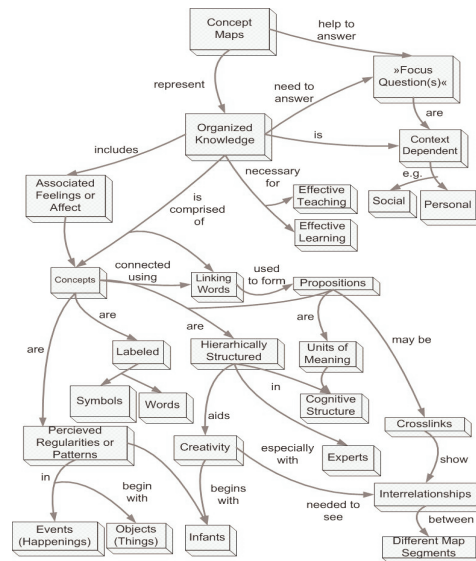 Concept
Maps
help to
answer
»Focus
Question(s)«
represent
need to
answer
are
Organized
Knowledge
is
Context
Dependent
includes
necessary
for
e.g.
Associated
Feelings or
Affect
is
comprised
of
Effective
Teaching
Social
Personal
Effective
Learning
Concepts
connected
using
Linking
Words
used
to form
Propositions
are
are
Hierarhically
Structured
are
Units of
Meaning
may be
are
Labeled
Symbols
Words
in
Cognitive
Structure
aids
Crosslinks
Percieved
Regularities or
Patterns
Creativity
especially
with
Experts
show
in
begin
with
begins
with
needed to
see
Interrelationships
between
Events
(Happenings)
Objects
(Things)
Infants
Different Map
Segments